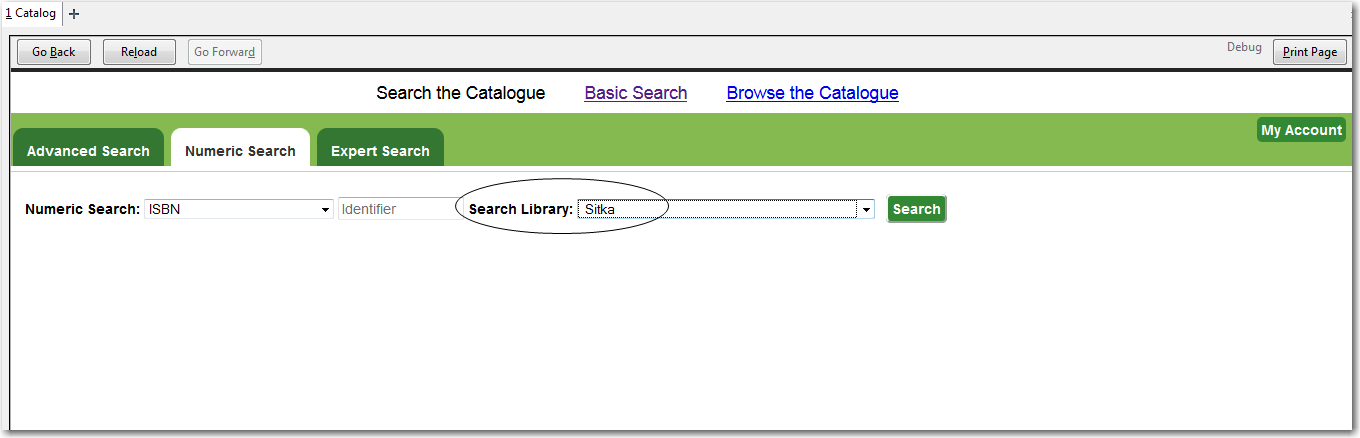 1 Catalog +
Go Back Reload Go Forward Debug Print Page
Search the Catalogue Basic Search Browse the Catalogue
My Account
Advanced Search Numeric Search Expert Search
Numeric Search: ISBN Identifier Search Library: Sitka Search